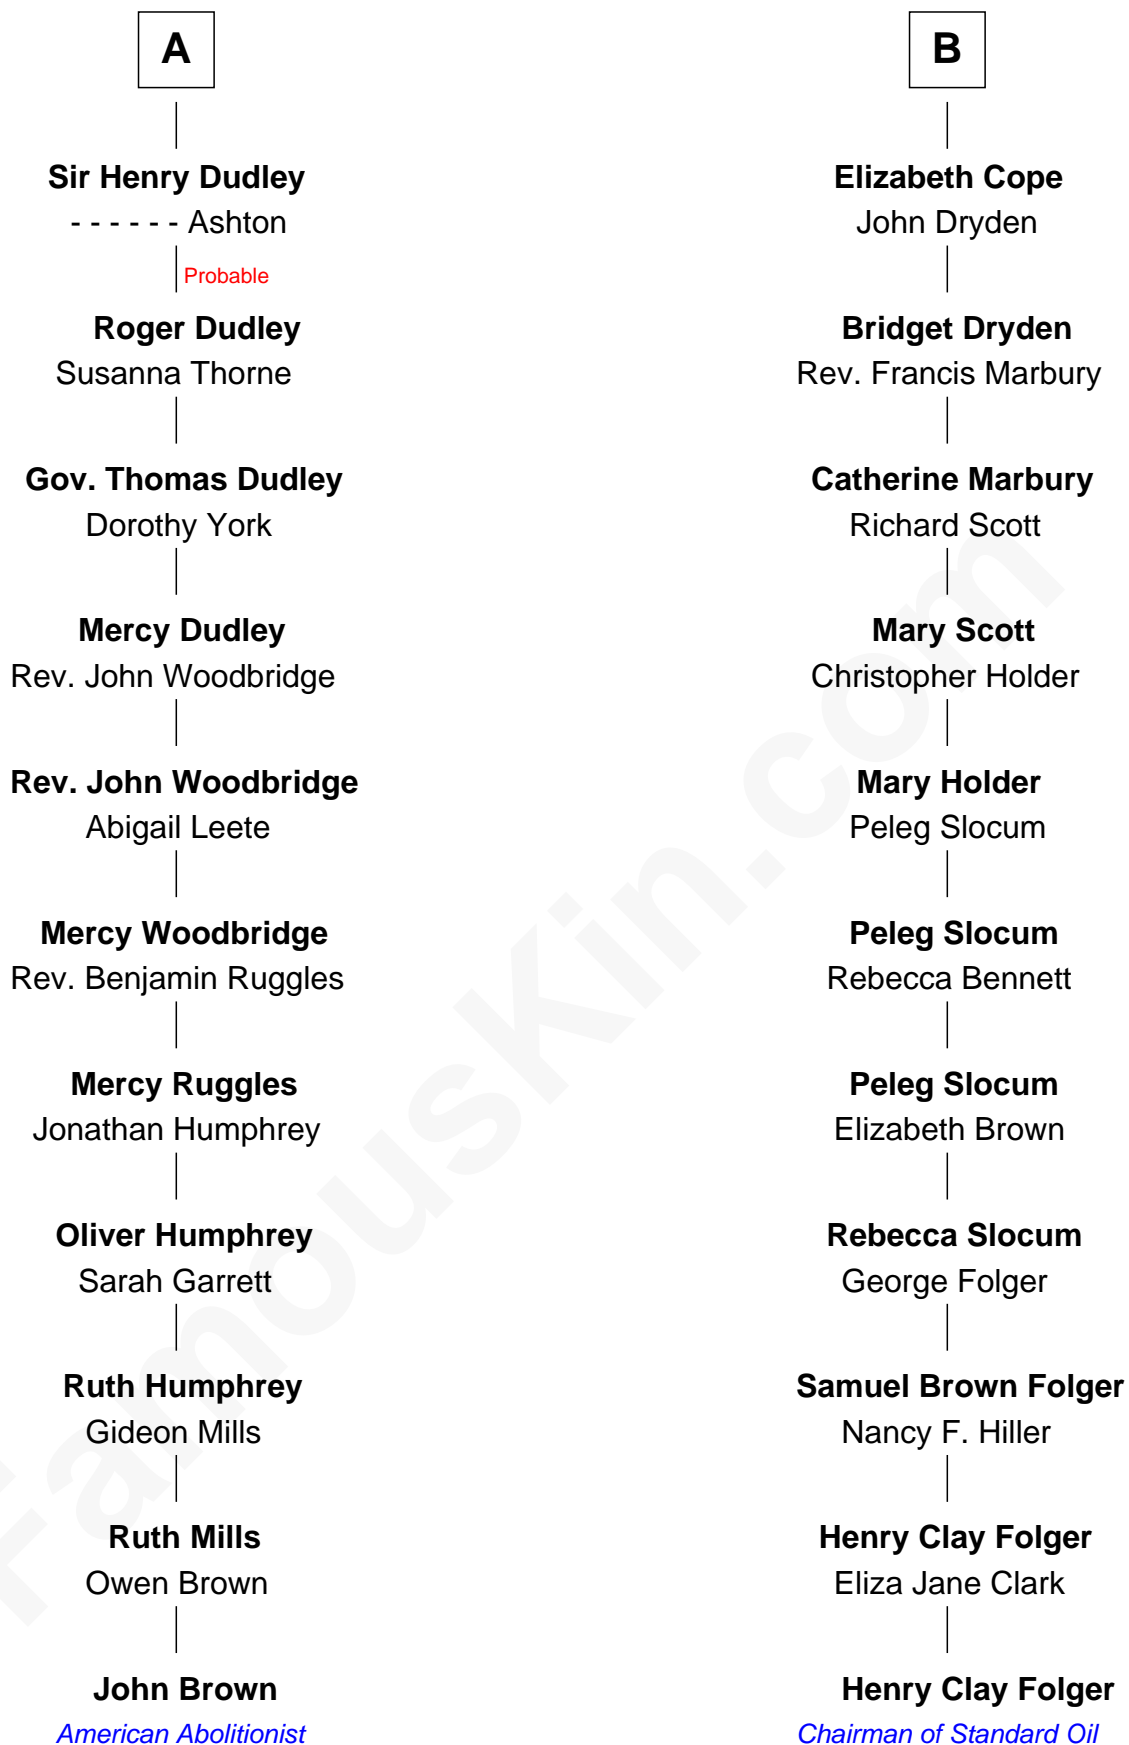 A
Sir Henry Dudley
- - - - - - Ashton
Probable
Roger Dudley
Susanna Thorne
Gov. Thomas Dudley
Dorothy York
Mercy Dudley
Rev. John Woodbridge
Rev. John Woodbridge
Abigail Leete
Mercy Woodbridge
Rev. Benjamin Ruggles
Mercy Ruggles
Jonathan Humphrey
Oliver Humphrey
Sarah Garrett
Ruth Humphrey
Gideon Mills
Ruth Mills
Owen Brown
John Brown
American Abolitionist
B
Elizabeth Cope
John Dryden
Bridget Dryden
Rev. Francis Marbury
Catherine Marbury
Richard Scott
Mary Scott
Christopher Holder
Mary Holder
Peleg Slocum
Peleg Slocum
Rebecca Bennett
Peleg Slocum
Elizabeth Brown
Rebecca Slocum
George Folger
Samuel Brown Folger
Nancy F. Hiller
Henry Clay Folger
Eliza Jane Clark
Henry Clay Folger
Chairman of Standard Oil
FamousKin.com